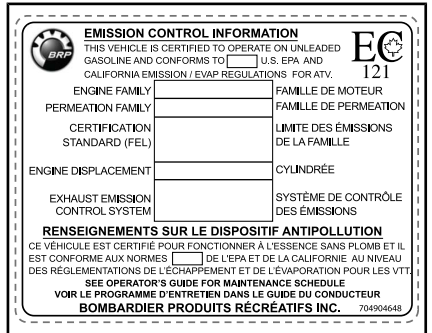 EMISSION CONTROL INFORMATION
THIS VEHICLE IS CERTIFIED TO OPERATE ON UNLEADED
GASOLINE AND CONFORMS TO U.S. EPA AND
CALIFORNIA EMISSION / EVAP REGULATIONS FOR ATV.
BRP
EC
121
ENGINE FAMILY FAMILLE DE MOTEUR
PERMEATION FAMILY FAMILLE DE PERMEATION
CERTIFICATION LIMITE DES ÉMISSIONS
STANDARD (FEL) DE LA FAMILLE
ENGINE DISPLACEMENT CYLINDRÉE
EXHAUST EMISSION SYSTÈME DE CONTRÔLE
CONTROL SYSTEM DES ÉMISSIONS
RENSEIGNEMENTS SUR LE DISPOSITIF ANTIPOLLUTION
CE VÉHICULE EST CERTIFIÉ POUR FONCTIONNER À L'ESSENCE SANS PLOMB ET IL
EST CONFORME AUX NORMES DE L'EPA ET DE LA CALIFORNIE AU NIVEAU
DES RÉGLEMENTATIONS DE L'ÉCHAPPEMENT ET DE L'ÉVAPORATION POUR LES VTT.
SEE OPERATOR'S GUIDE FOR MAINTENANCE SCHEDULE
VOIR LE PROGRAMME D'ENTRETIEN DANS LE GUIDE DU CONDUCTEUR
BOMBARDIER PRODUITS RÉCRÉATIFS INC. 704904648